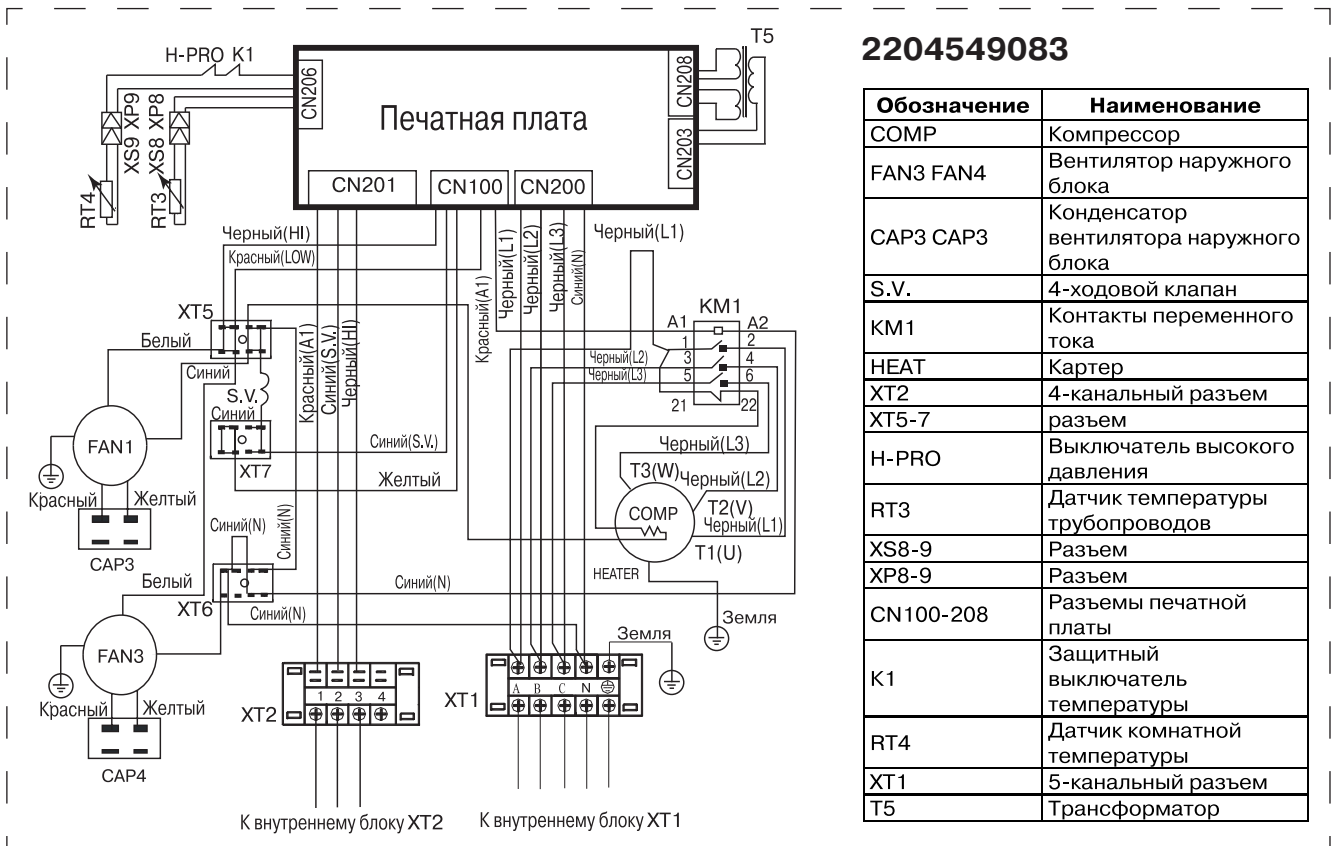 H-PRO K1
T5
CN206
CN208
CN203
Печатная плата
CN201
CN100
CN200
XS9 XP9
XS8 XP8
RT4
RT3
Черный(HI)
Красный(LOW)
Черный(L1)
Черный(L2)
Черный(L3)
Синий(N)
Черный(L1)
Красный(A1)
KM1
A1
A2
1
2
Черный(L2)
3
4
Черный(L3)
5
6
21
22
XT5
Белый
Синий
S.V.
Синий
XT7
FAN1
Красный
Желтый
CAP3
Красный(A1)
Синий(S.V.)
Черный(HI)
Синий(S.V.)
Желтый
Черный(L3)
T3(W)
Черный(L2)
COMP
T2(V)
Черный(L1)
T1(U)
HEATER
Синий(N)
Синий(N)
Белый
XT6
Синий(N)
Синий(N)
Земля
Земля
FAN3
Красный
Желтый
CAP4
XT2
1 2 3 4
XT1
A B C N
К внутреннему блоку XT2
К внутреннему блоку XT1
2204549083
Обозначение Наименование
COMP Компрессор
FAN3 FAN4 Вентилятор наружного
блока
CAP3 CAP3 Конденсатор
вентилятора наружного
блока
S.V. 4-ходовой клапан
KM1 Контакты переменного
тока
HEAT Картер
XT2 4-канальный разъем
XT5-7 разъем
H-PRO Выключатель высокого
давления
RT3 Датчик температуры
трубопроводов
XS8-9 Разъем
XP8-9 Разъем
CN100-208 Разъемы печатной
платы
K1 Защитный
выключатель
температуры
RT4 Датчик комнатной
температуры
XT1 5-канальный разъем
T5 Трансформатор